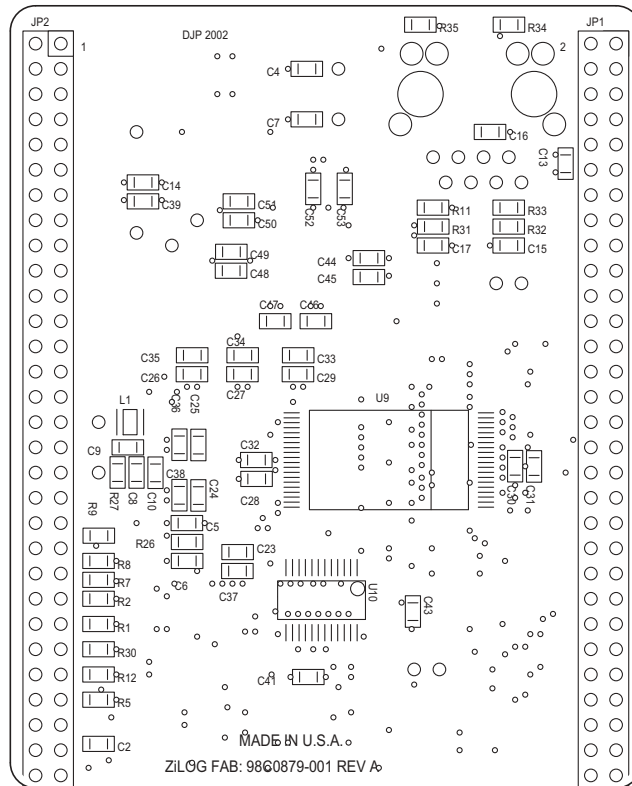 JP2
R35
R34
JP1
1
DJP 2002
2
C4
C7
C16
C13
C14
C39
C51
C50
C52
C53
R11
R33
R31
R32
C17
C15
C49
C48
C44
C45
C67
C66
C34
C35
C33
C26
C27
C29
L1
C36
C25
U9
C9
C32
C38
C24
C28
C30
C31
R27
C8
C10
R9
C5
R26
C23
R8
R7
C6
C37
U10
R2
C43
R1
R30
R12
C41
R5
C2
MADE IN U.S.A.
ZiLOG FAB: 98C0879-001 REV A